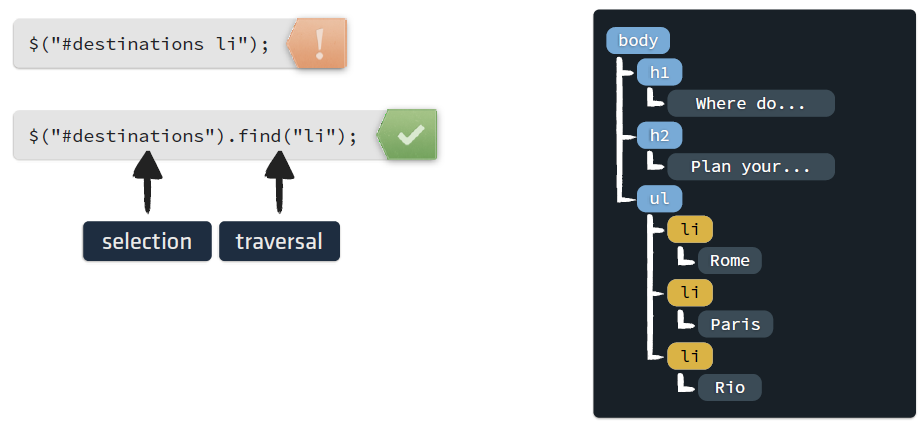 $("#destinations li");
!
$("#destinations").find("li");
selection traversal
body
h1
Where do...
h2
Plan your...
ul
li
Rome
li
Paris
li
Rio